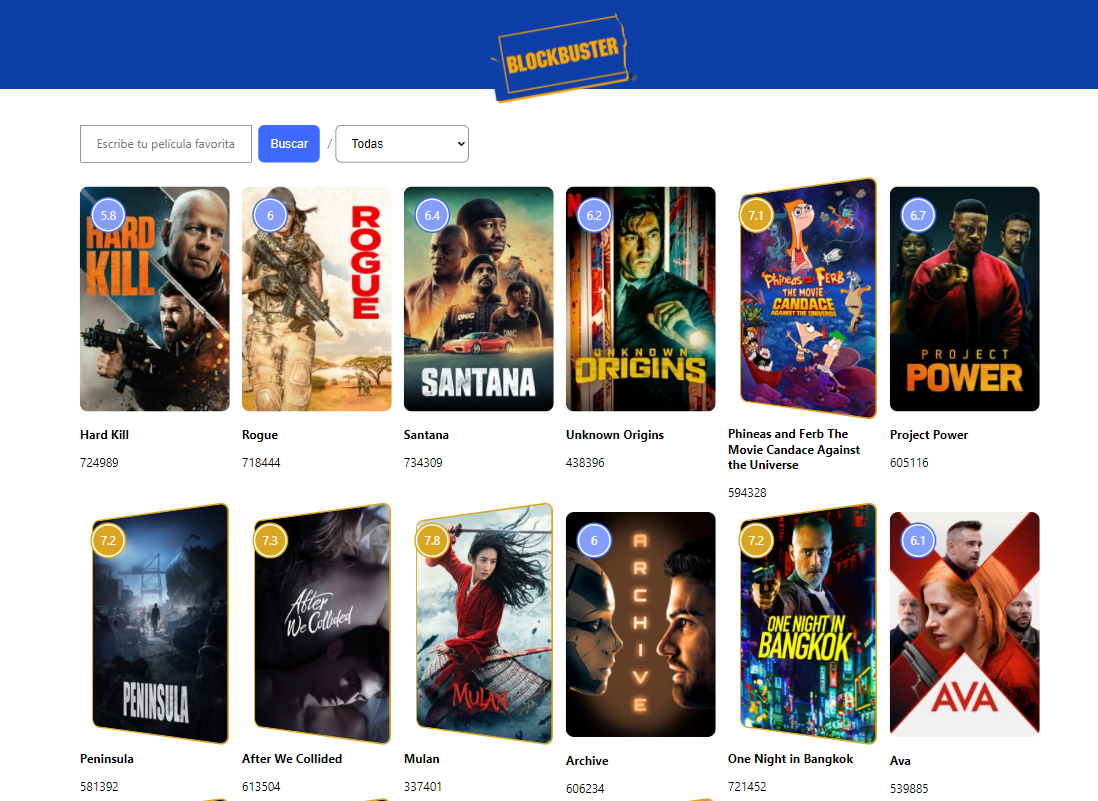 BLOCKBUSTER
Escribe tu película favorita
Buscar
/
Todas
5.8
HARD
KILL
6
ROGUE
6.4
DNIC
DNIC
SANTANA
6.2
N
UNKNOWN
ORIGINS
7.1
Phineas and Ferb
THE MOVIE
CANDACE
AGAINST THE UNIVERSE
6.7
PROJECT
POWER
Hard Kill
Rogue
Santana
Unknown Origins
Phineas and Ferb The
Movie Candace Against
the Universe
Project Power
724989
718444
734309
438396
594328
605116
7.2
PENINSULA
7.3
After
We Collided
7.8
MULAN
6
ARCHIVE
7.2
ONE NIGHT IN
BANGKOK
6.1
AVA
Peninsula
After We Collided
Mulan
Archive
One Night in Bangkok
Ava
581392
613504
337401
606234
721452
539885